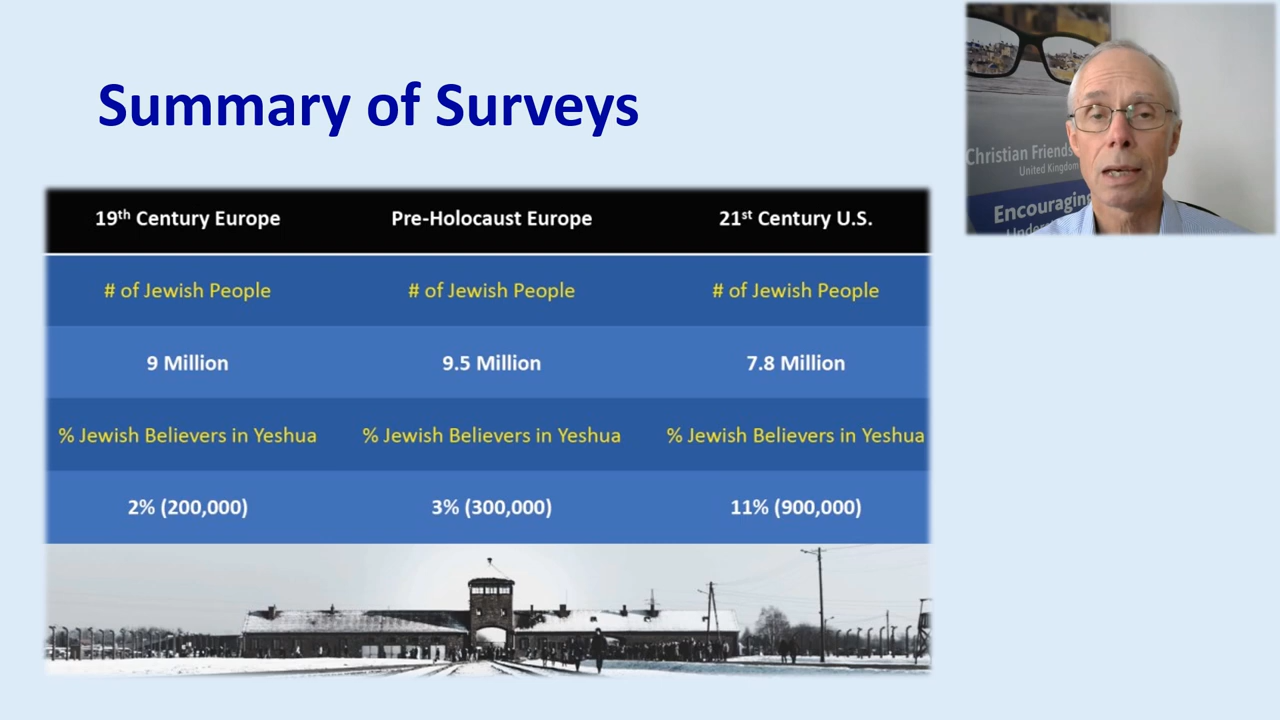 Summary of Surveys
19th Century Europe Pre-Holocaust Europe 21st Century U.S.
# of Jewish People # of Jewish People # of Jewish People
9 Million 9.5 Million 7.8 Million
% Jewish Believers in Yeshua % Jewish Believers in Yeshua % Jewish Believers in Yeshua
2% (200,000) 3% (300,000) 11% (900,000)
Christian Friends
United Kingdom
Encouraging